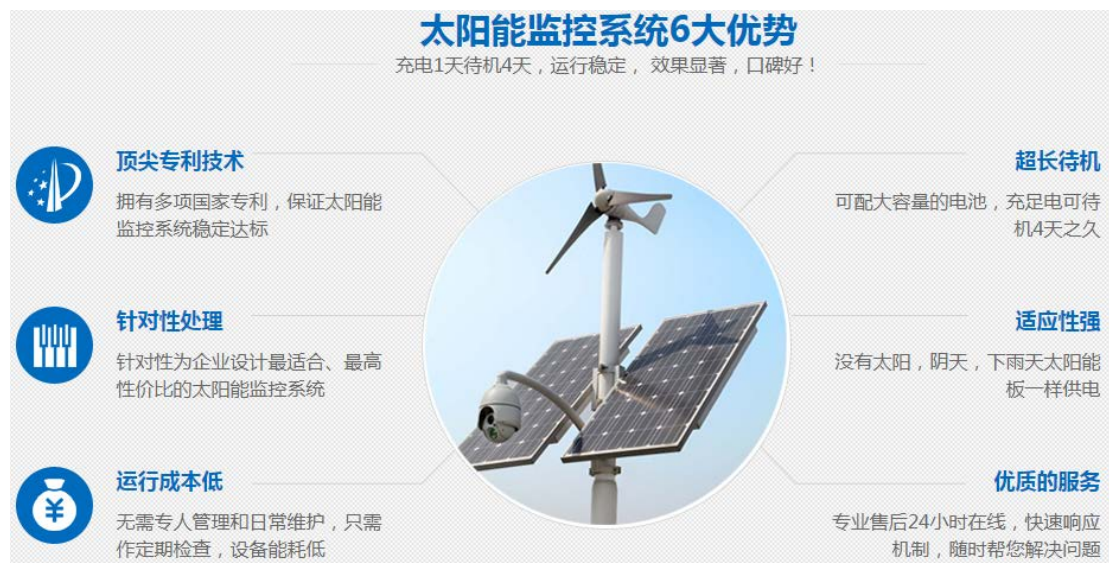 太阳能监控系统6大优势
充电1天待机4天，运行稳定， 效果显著，口碑好！
顶尖专利技术
拥有多项国家专利，保证太阳能
监控系统稳定达标
针对性处理
针对性为企业设计最适合、最高
性价比的太阳能监控系统
运行成本低
无需专人管理和日常维护，只需
作定期检查，设备能耗低
超长待机
可配大容量的电池，充足电可待
机4天之久
适应性强
没有太阳，阴天，下雨天太阳能
板一样供电
优质的服务
专业售后24小时在线，快速响应
机制，随时帮您解决问题